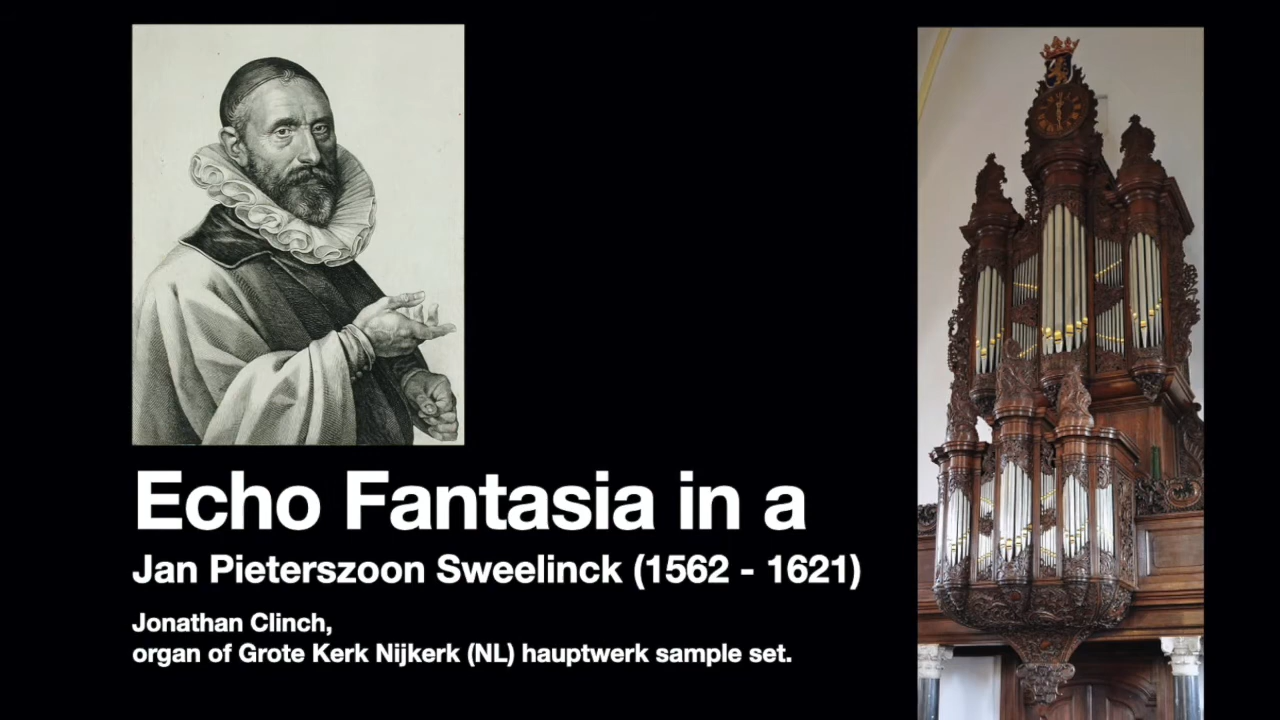 Echo Fantasia in a
Jan Pieterszoon Sweelinck (1562 - 1621)
Jonathan Clinch,
organ of Grote Kerk Nijkerk (NL) hauptwerk sample set.